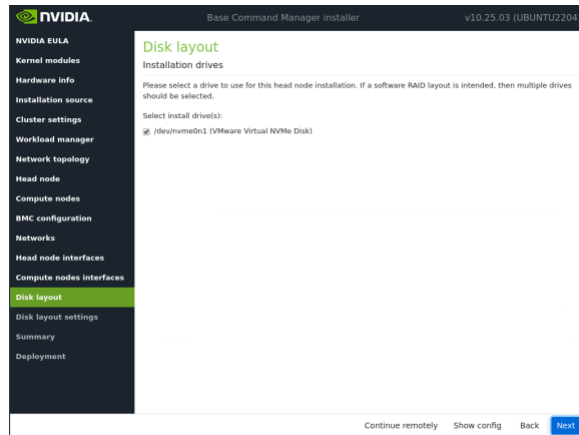 NVIDIA.
Base Command Manager installer
v10.25.03 (UBUNTU2204
NVIDIA EULA
Kernel modules
Hardware info
Installation source
Cluster settings
Workload manager
Network topology
Head node
Compute nodes
BMC configuration
Networks
Head node interfaces
Compute nodes interfaces
Disk layout
Disk layout settings
Summary
Deployment
Disk layout
Installation drives
Please select a drive to use for this head node installation. If a software RAID layout is intended, then multiple drives
should be selected.
Select install drive(s):
/dev/nvme0n1 (VMware Virtual NVMe Disk)
Continue remotely
Show config
Back
Next